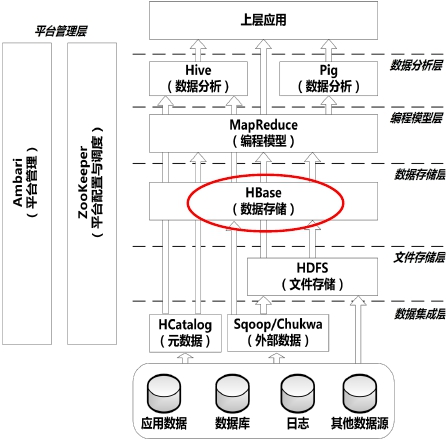 上层应用
平台管理层
数据分析层
Hive
（数据分析）
Pig
（数据分析）
编程模型层
MapReduce
（编程模型）
Ambari
（平台管理）
ZooKeeper
（平台配置与调度）
数据存储层
HBase
（数据存储）
文件存储层
HDFS
（文件存储）
数据集成层
HCatalog
（元数据）
Sqoop/Chukwa
（外部数据）
应用数据
数据库
日志
其他数据源